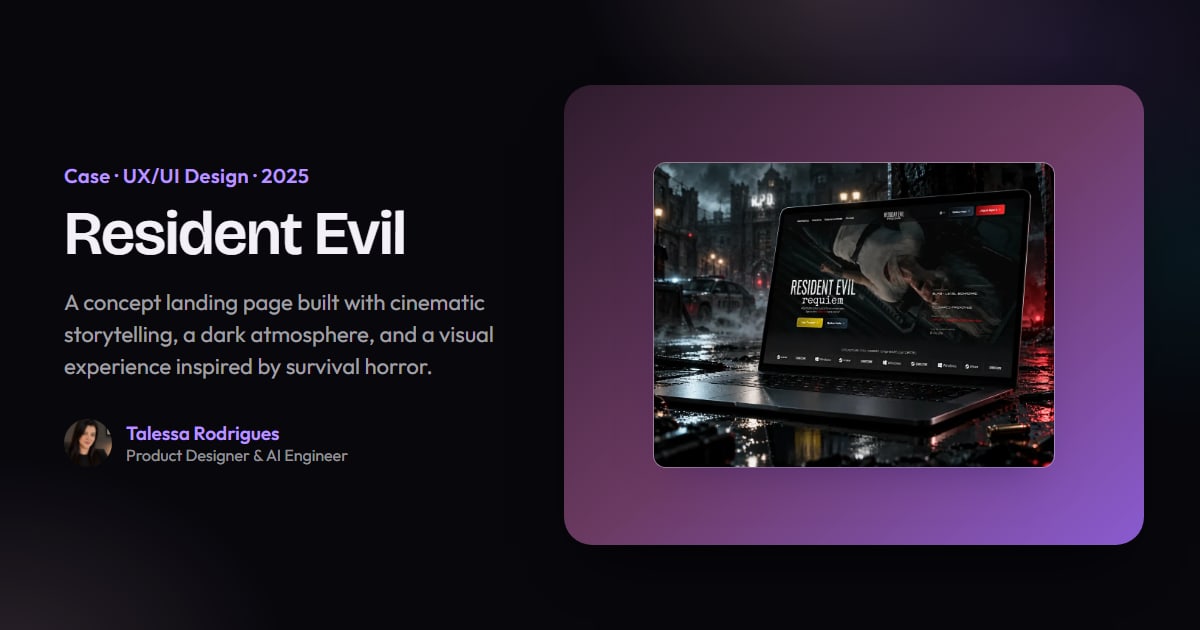 Case · UX/UI Design · 2025
Resident Evil
A concept landing page built with cinematic
storytelling, a dark atmosphere, and a visual
experience inspired by survival horror.
Talessa Rodrigues
Product Designer & AI Engineer
R.P.D.
RESIDENT EVIL
requiem